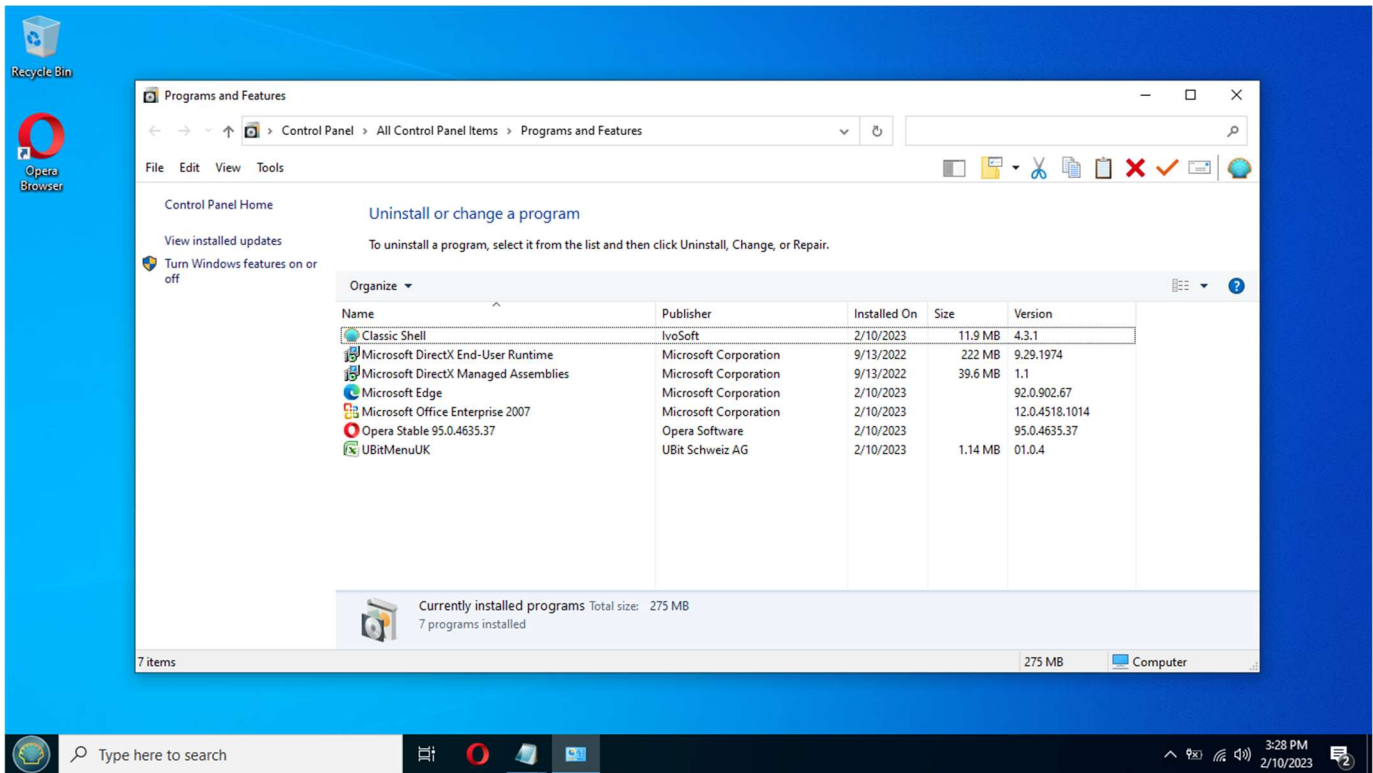 Recycle Bin
Opera
Browser
Programs and Features
Control Panel > All Control Panel Items > Programs and Features
File Edit View Tools
Control Panel Home
View installed updates
Turn Windows features on or
off
Uninstall or change a program
To uninstall a program, select it from the list and then click Uninstall, Change, or Repair.
Organize
Name Publisher Installed On Size Version
Classic Shell IvoSoft 2/10/2023 11.9 MB 4.3.1
Microsoft DirectX End-User Runtime Microsoft Corporation 9/13/2022 222 MB 9.29.1974
Microsoft DirectX Managed Assemblies Microsoft Corporation 9/13/2022 39.6 MB 1.1
Microsoft Edge Microsoft Corporation 2/10/2023 92.0.902.67
Microsoft Office Enterprise 2007 Microsoft Corporation 2/10/2023 12.0.4518.1014
Opera Stable 95.0.4635.37 Opera Software 2/10/2023 95.0.4635.37
UBitMenuUK UBit Schweiz AG 2/10/2023 1.14 MB 01.0.4
Currently installed programs Total size: 275 MB
7 programs installed
7 items 275 MB Computer
Type here to search
3:28 PM
2/10/2023
2